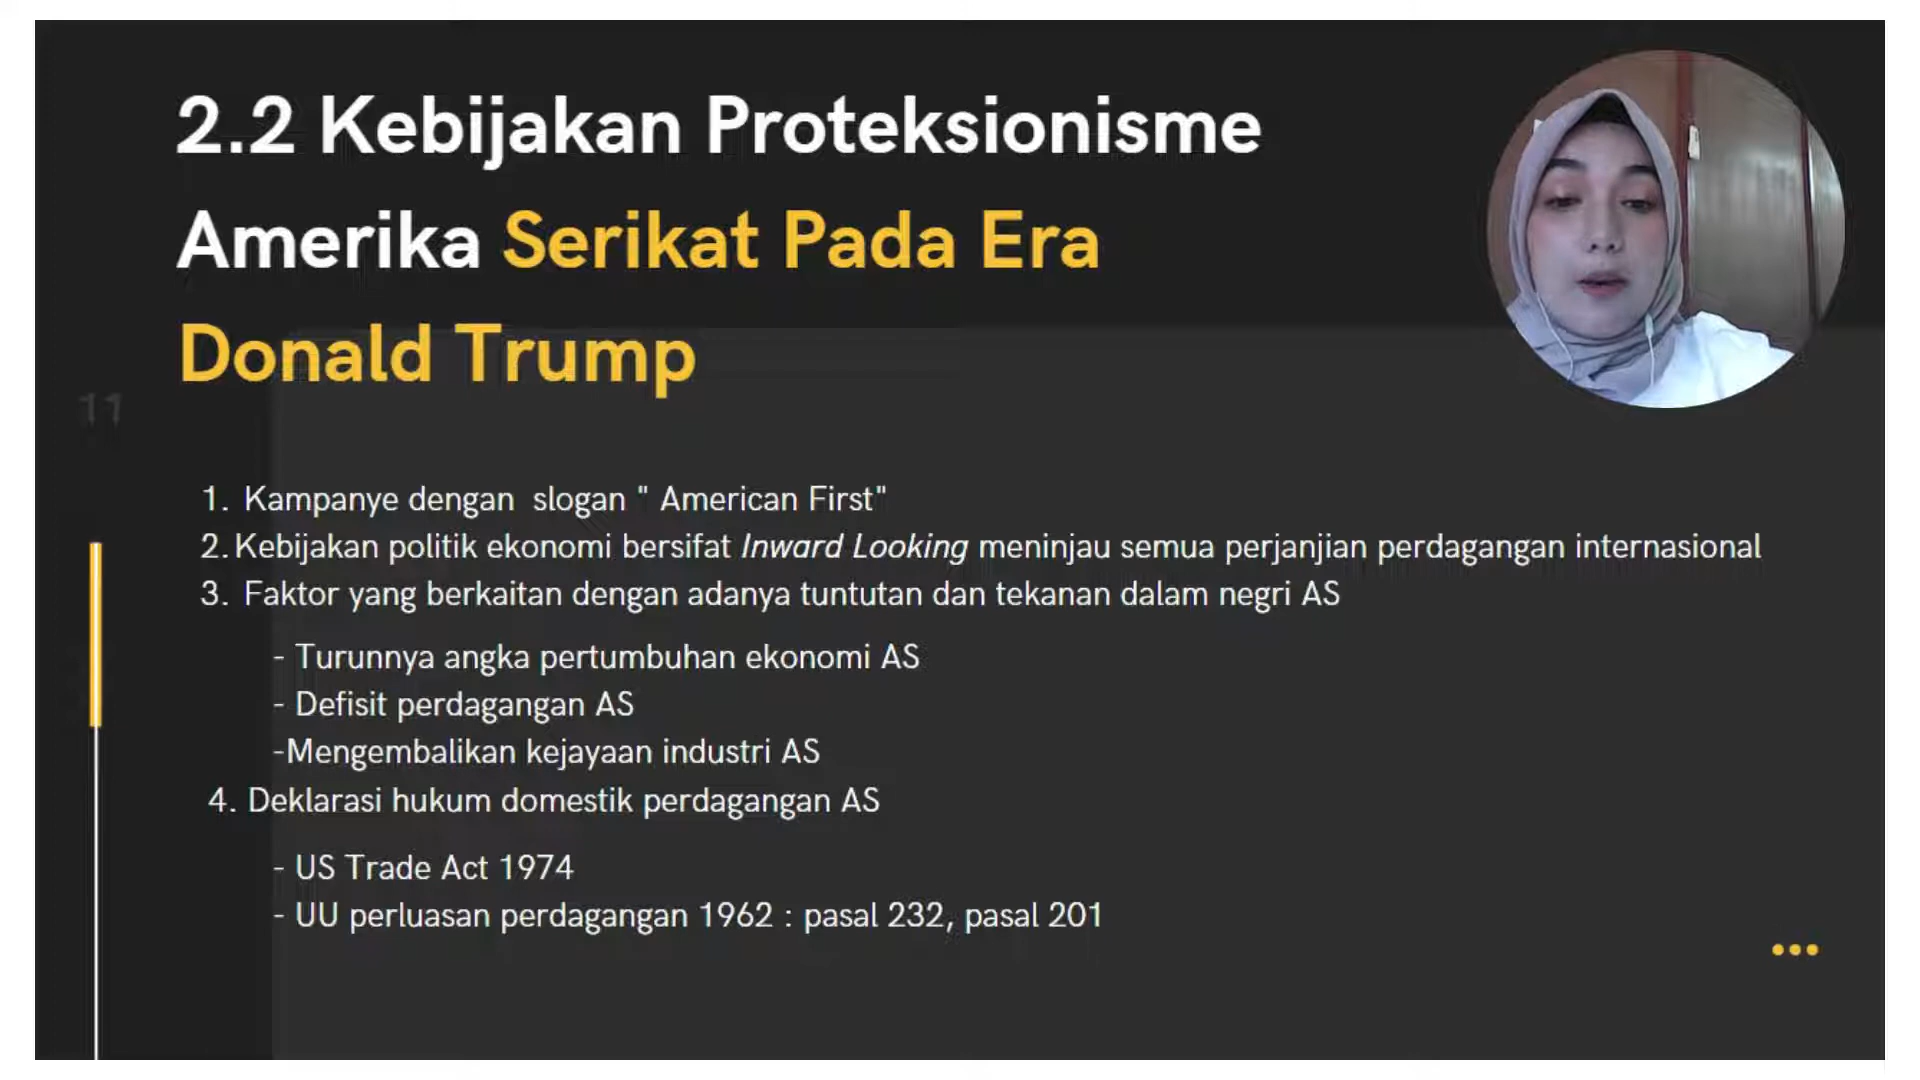 2.2 Kebijakan Proteksionisme
Amerika Serikat Pada Era
Donald Trump
11
1. Kampanye dengan slogan " American First"
2. Kebijakan politik ekonomi bersifat Inward Looking meninjau semua perjanjian perdagangan internasional
3. Faktor yang berkaitan dengan adanya tuntutan dan tekanan dalam negri AS
- Turunnya angka pertumbuhan ekonomi AS
- Defisit perdagangan AS
-Mengembalikan kejayaan industri AS
4. Deklarasi hukum domestik perdagangan AS
- US Trade Act 1974
- UU perluasan perdagangan 1962 : pasal 232, pasal 201